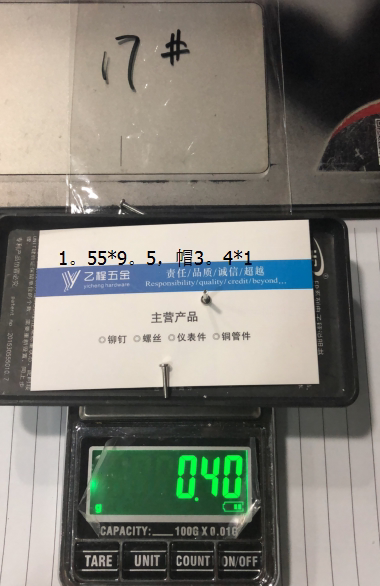 17#
1。55*9。5，帽3。4*1
乙程五金
yicheng hardware
责任/品质/诚信/超越
Responsibility/quality/credit/beyond...
主营产品
铆钉 螺丝 仪表件 铜管件
0.40
g
CAPACITY: 100G X 0.01G
TARE UNIT COUNT ON/OFF